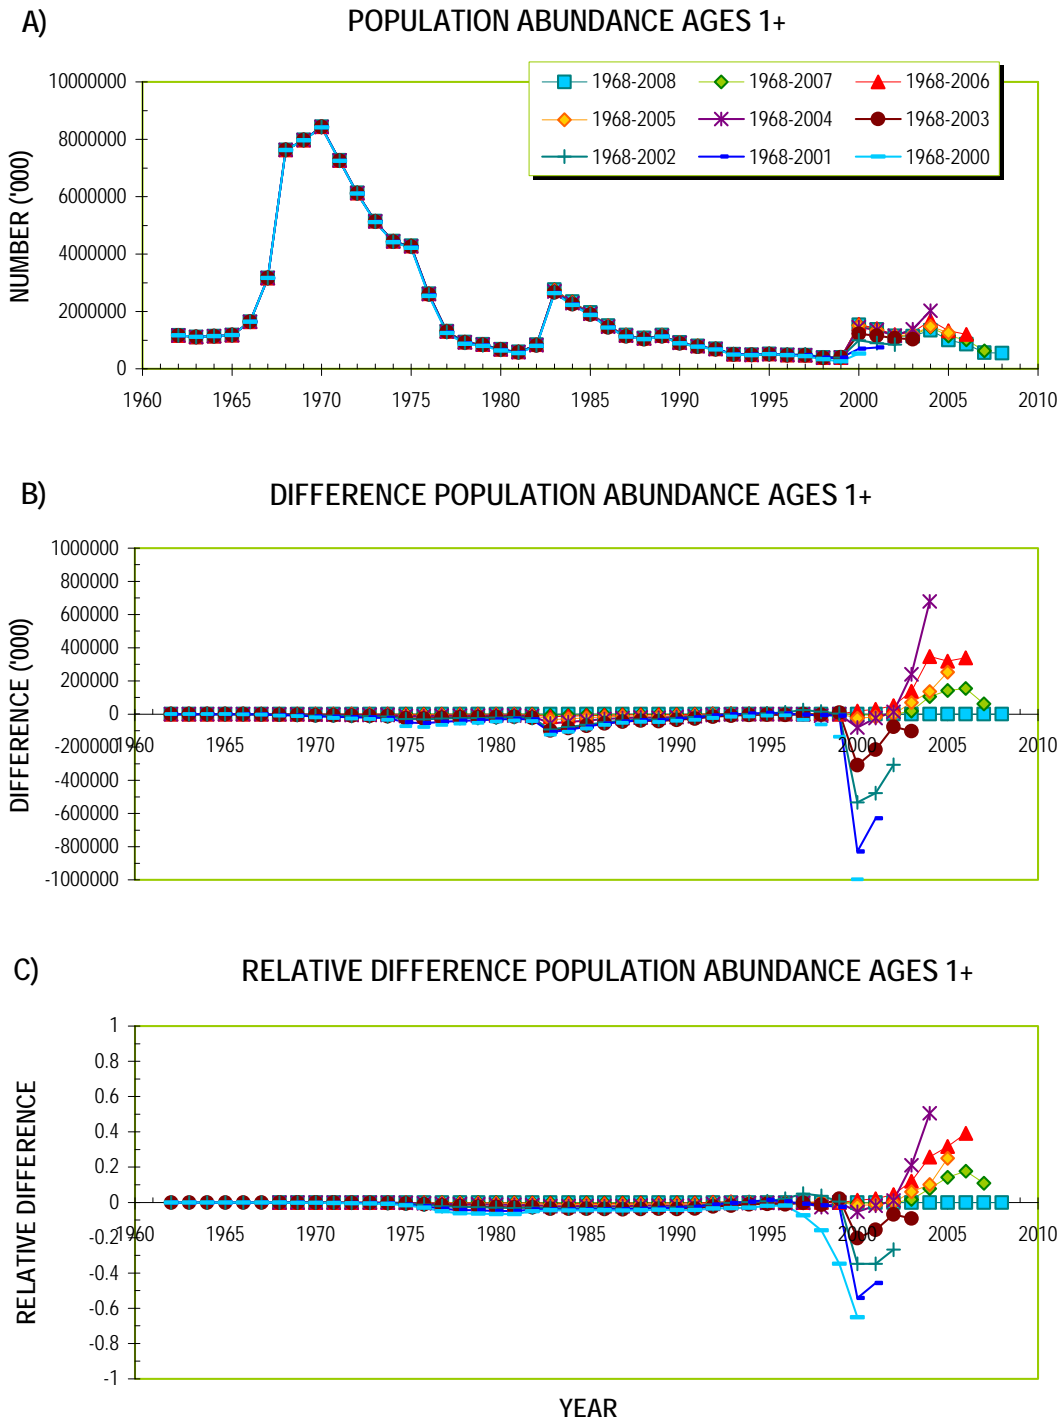 A)
POPULATION ABUNDANCE AGES 1+
1968-2008 1968-2007 1968-2006
1968-2005 1968-2004 1968-2003
1968-2002 1968-2001 1968-2000
NUMBER ('000)
10000000
8000000
6000000
4000000
2000000
0
1960 1965 1970 1975 1980 1985 1990 1995 2000 2005 2010
B)
DIFFERENCE POPULATION ABUNDANCE AGES 1+
DIFFERENCE ('000)
1000000
800000
600000
400000
200000
0
-200000
-400000
-600000
-800000
-1000000
1960 1965 1970 1975 1980 1985 1990 1995 2000 2005 2010
C)
RELATIVE DIFFERENCE POPULATION ABUNDANCE AGES 1+
RELATIVE DIFFERENCE
1
0.8
0.6
0.4
0.2
0
-0.2
-0.4
-0.6
-0.8
-1
1960 1965 1970 1975 1980 1985 1990 1995 2000 2005 2010
YEAR